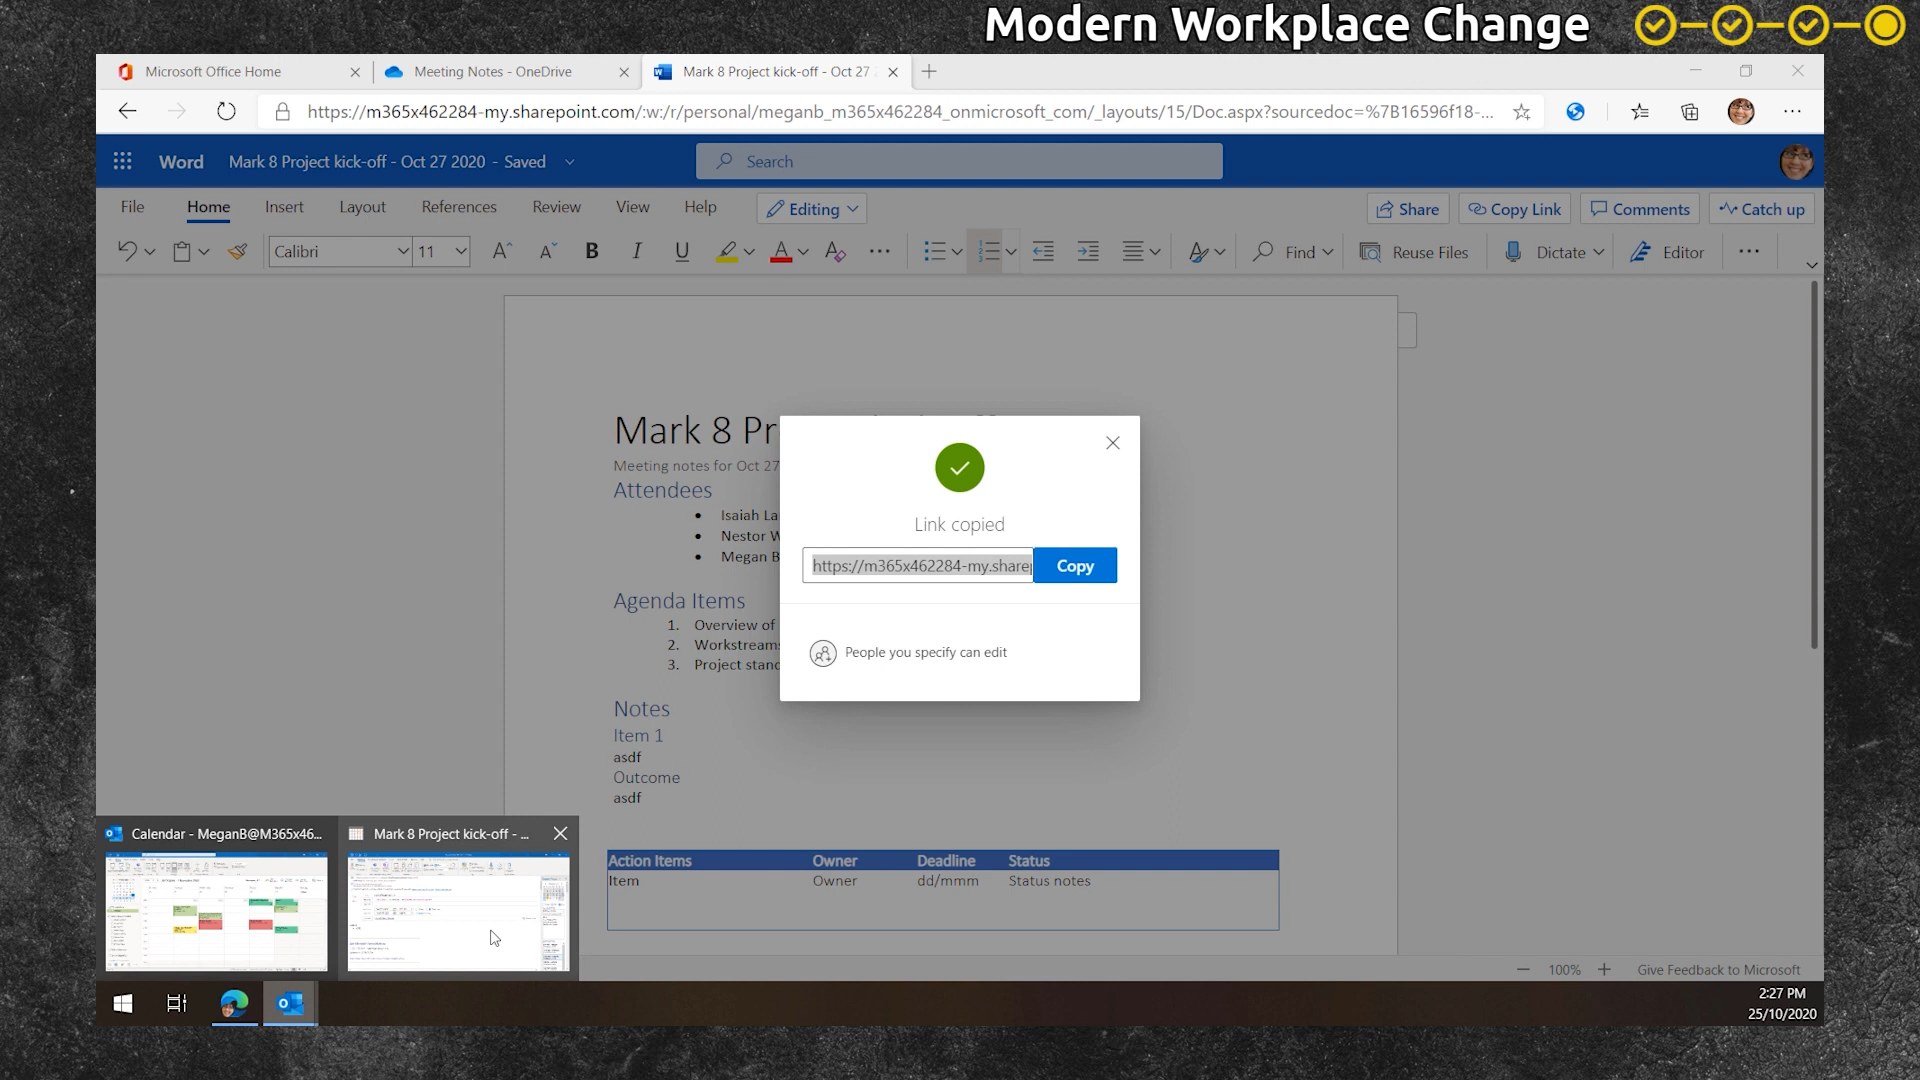 Modern Workplace Change
Microsoft Office Home
Meeting Notes - OneDrive
Mark 8 Project kick-off - Oct 27
https://m365x462284-my.sharepoint.com/:w:/r/personal/meganb_m365x462284_onmicrosoft_com/_layouts/15/Doc.aspx?sourcedoc=%7B16596f18-...
Word Mark 8 Project kick-off - Oct 27 2020 - Saved
Search
File Home Insert Layout References Review View Help Editing Share Copy Link Comments Catch up
Calibri 11 B I U A Find Reuse Files Dictate Editor
Mark 8 Pr
Meeting notes for Oct 27
Attendees
Isaiah La
Nestor W
Megan B
Agenda Items
1. Overview of
2. Workstreams
3. Project stand
Notes
Item 1
asdf
Outcome
asdf
Link copied
https://m365x462284-my.sharep
Copy
People you specify can edit
Action Items Owner Deadline Status
Item Owner dd/mmm Status notes
Calendar - MeganB@M365x46...
Mark 8 Project kick-off - ...
100% Give Feedback to Microsoft
2:27 PM
25/10/2020